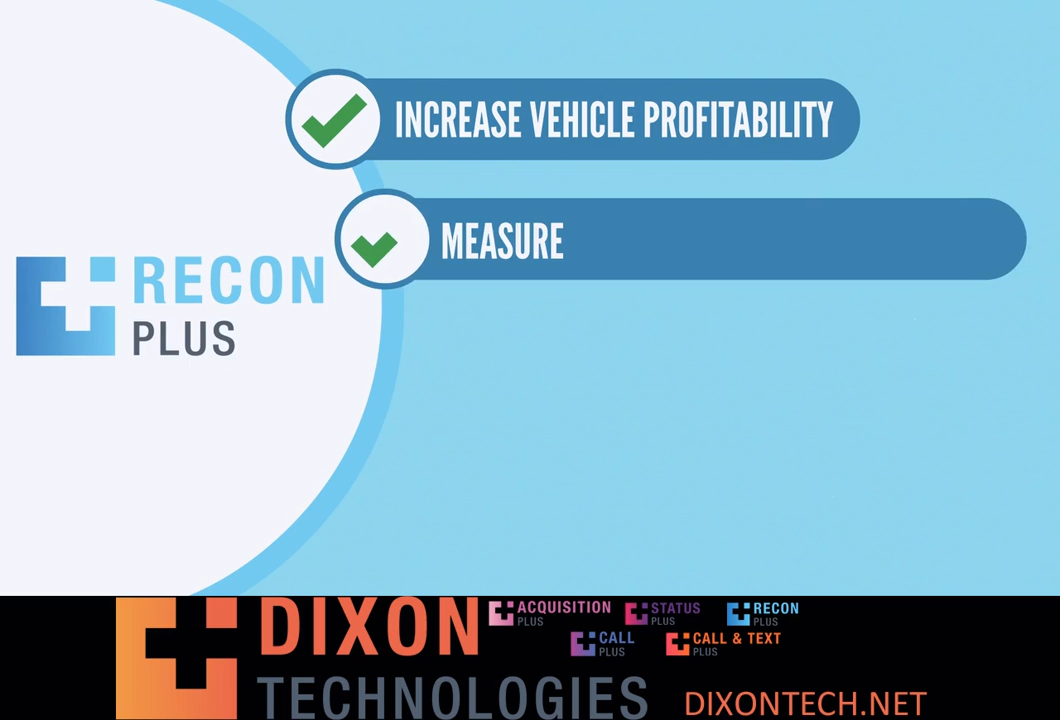 INCREASE VEHICLE PROFITABILITY
MEASURE
RECON
PLUS
DIXON
TECHNOLOGIES
ACQUISITION
PLUS
STATUS
PLUS
RECON
PLUS
CALL
PLUS
CALL & TEXT
PLUS
DIXONTECH.NET